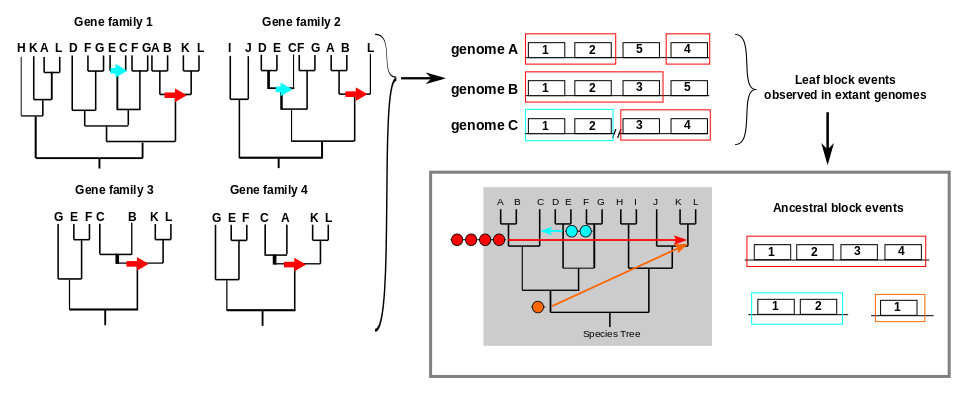 Gene family 1
H K A L D F G E C F G A B K L
Gene family 2
I J D E C F G A B L
genome A 1 2 5 4
genome B 1 2 3 5
genome C 1 2 // 3 4
Leaf block events
observed in extant genomes
Gene family 3
G E F C B K L
Gene family 4
G E F C A K L
A B C D E F G H I J K L
Species Tree
Ancestral block events
1 2 3 4
1 2
1